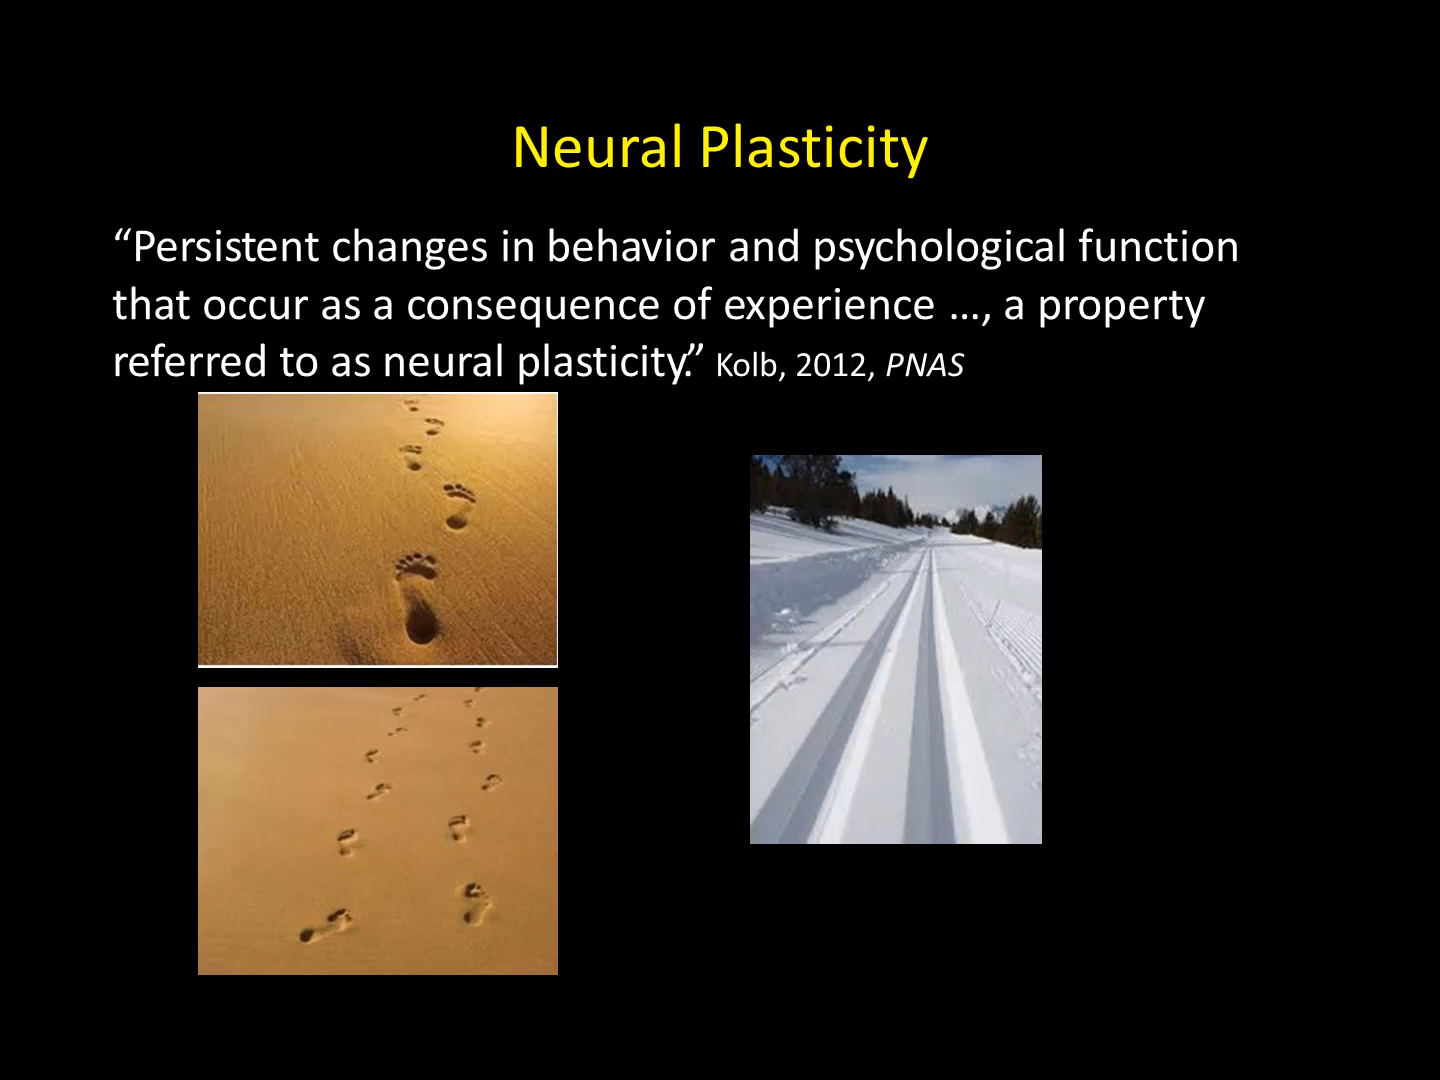 Neural Plasticity
“Persistent changes in behavior and psychological function
that occur as a consequence of experience …, a property
referred to as neural plasticity.” Kolb, 2012, PNAS